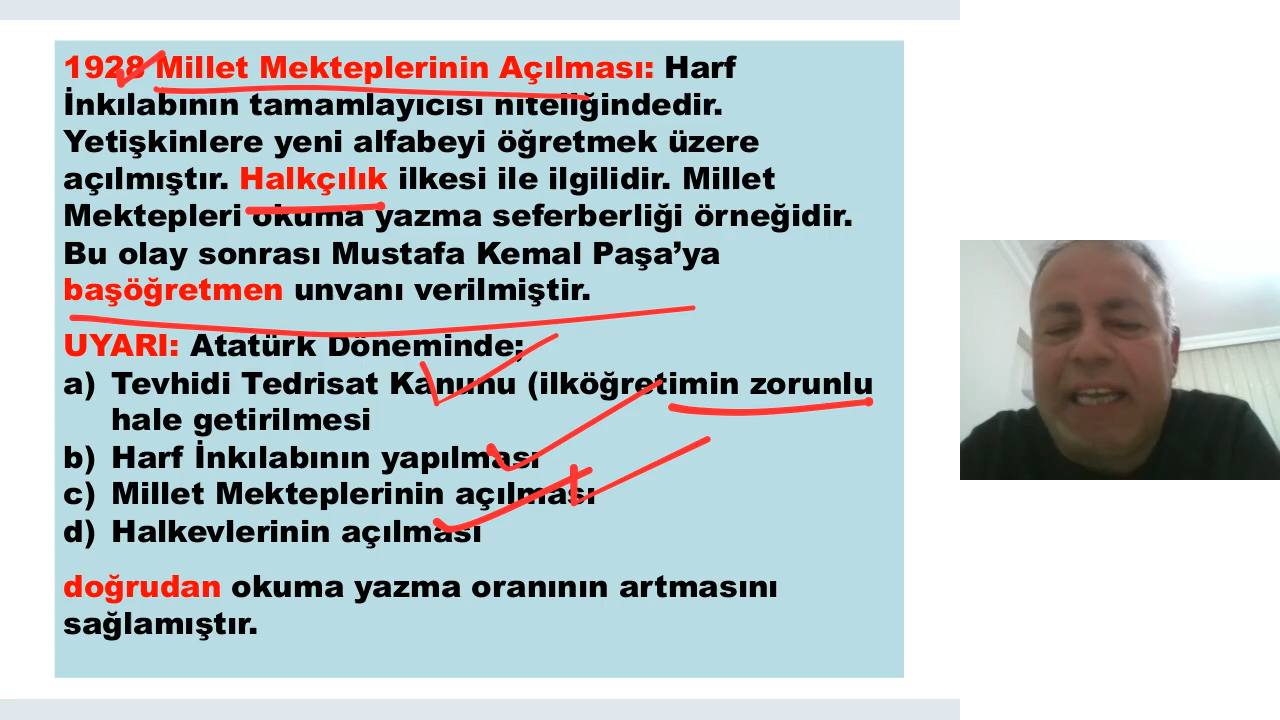 1928 Millet Mekteplerinin Açılması: Harf
İnkılabının tamamlayıcısı niteliğindedir.
Yetişkinlere yeni alfabeyi öğretmek üzere
açılmıştır. Halkçılık ilkesi ile ilgilidir. Millet
Mektepleri okuma yazma seferberliği örneğidir.
Bu olay sonrası Mustafa Kemal Paşa’ya
başöğretmen unvanı verilmiştir.
UYARI: Atatürk Döneminde;
a) Tevhidi Tedrisat Kanunu (ilköğretimin zorunlu
hale getirilmesi
b) Harf İnkılabının yapılması
c) Millet Mekteplerinin açılması
d) Halkevlerinin açılması
doğrudan okuma yazma oranının artmasını
sağlamıştır.